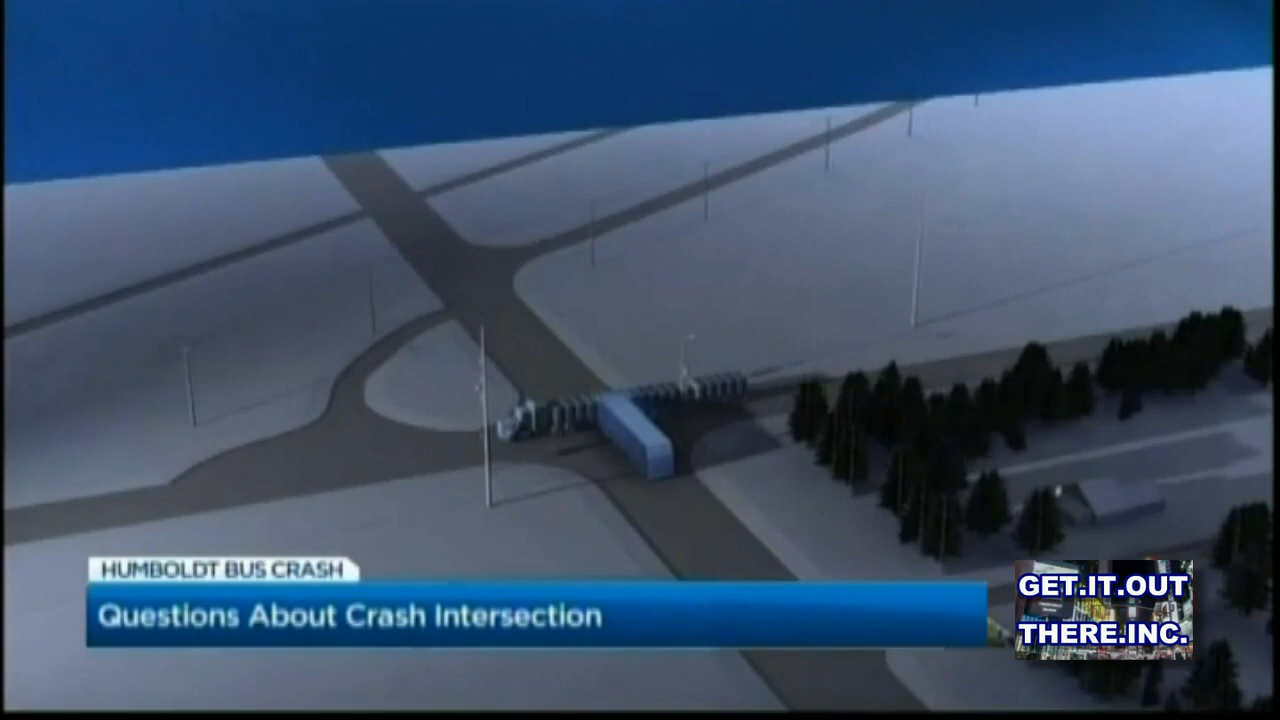 HUMBOLDT BUS CRASH
Questions About Crash Intersection
GET.IT.OUT
THERE.INC.